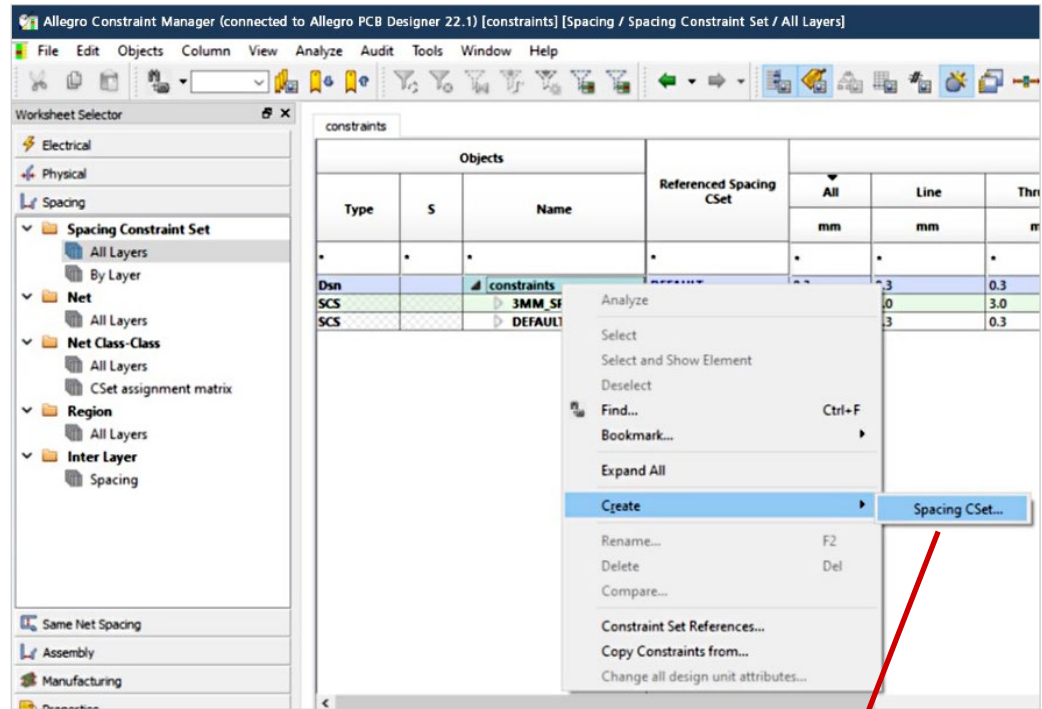 Allegro Constraint Manager (connected to Allegro PCB Designer 22.1) [constraints] [Spacing / Spacing Constraint Set / All Layers]
File Edit Objects Column View Analyze Audit Tools Window Help
Worksheet Selector
Electrical
Physical
Spacing
Spacing Constraint Set
All Layers
By Layer
Net
All Layers
Net Class-Class
All Layers
CSet assignment matrix
Region
All Layers
Inter Layer
Spacing
Same Net Spacing
Assembly
Manufacturing
constraints
Objects
Referenced Spacing CSet
All Line
Type S Name
mm mm
* * * * * * *
Dsn constraints 0.3
SCS 3.0
SCS 0.3
Analyze
Select
Select and Show Element
Deselect
Find... Ctrl+F
Bookmark...
Expand All
Create
Spacing CSet...
Rename... F2
Delete Del
Compare...
Constraint Set References...
Copy Constraints from...
Change all design unit attributes...